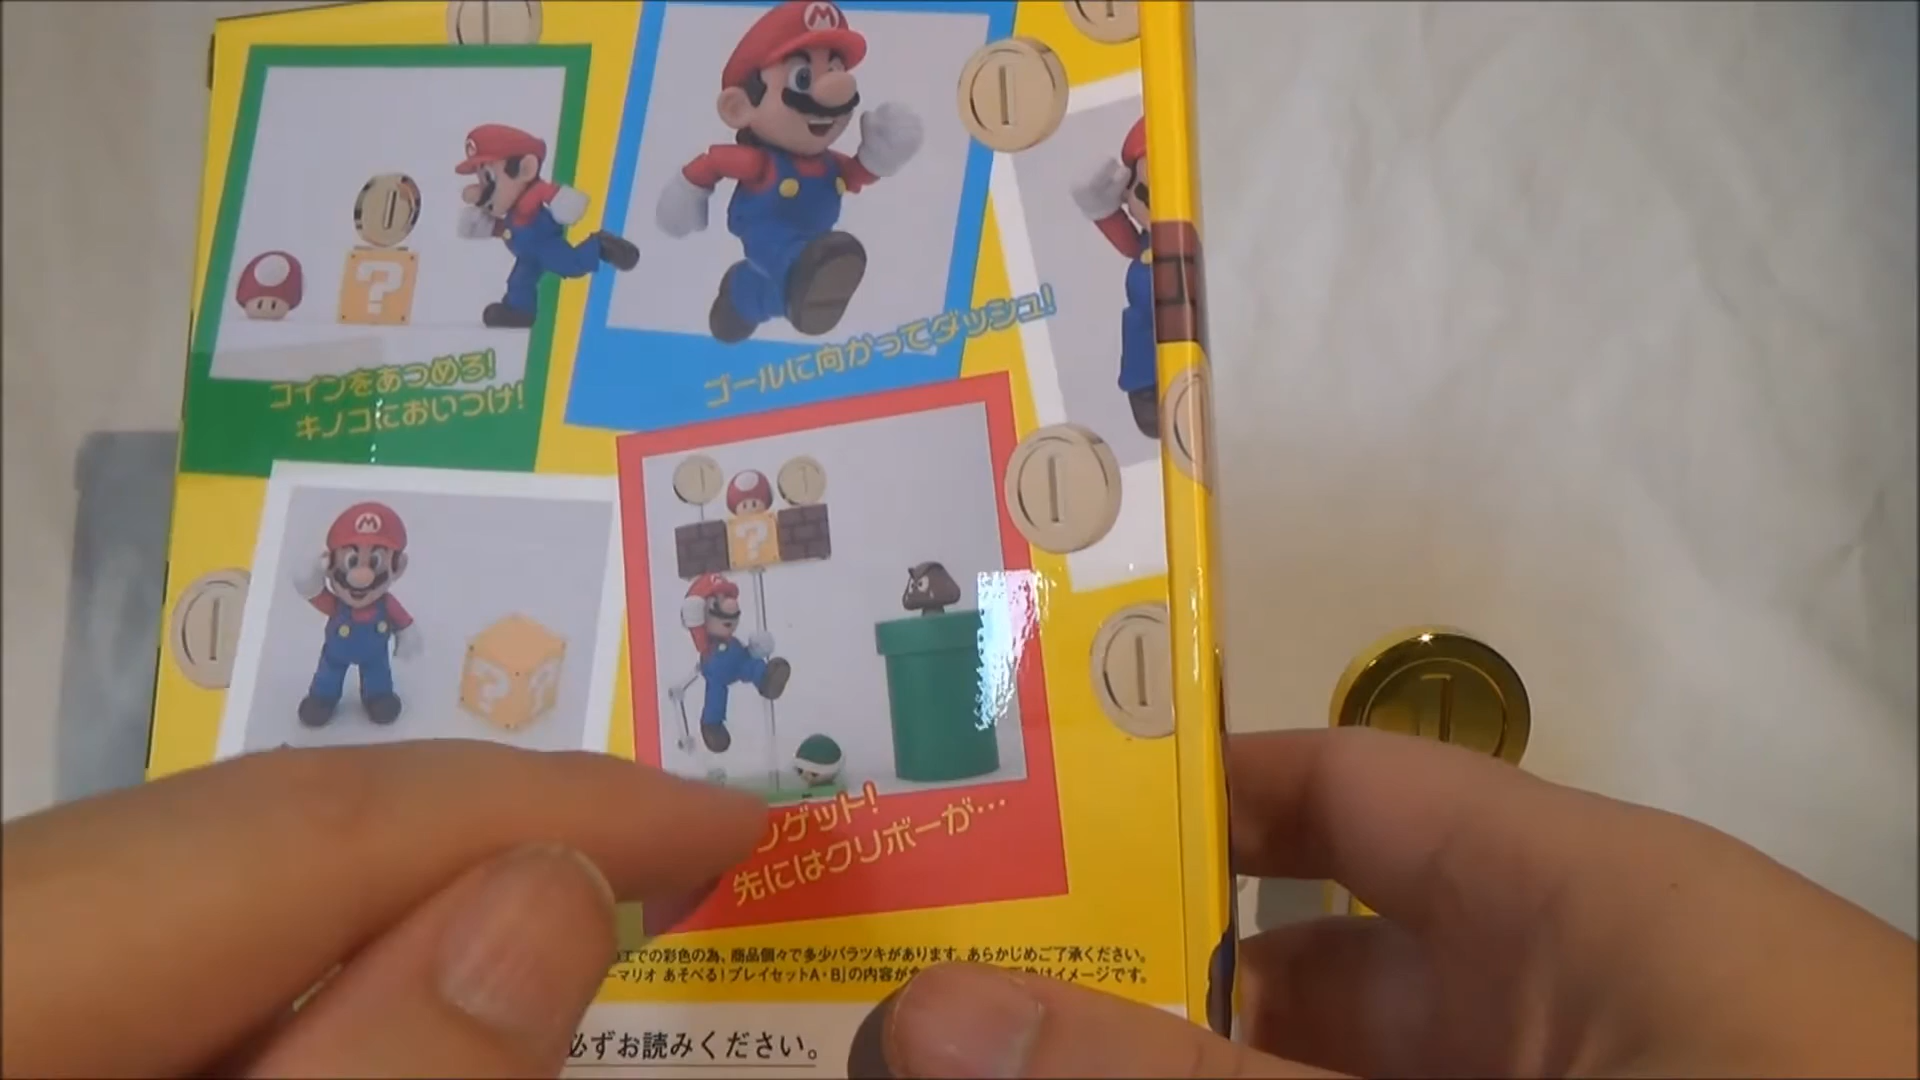 コインをあつめろ!
キノコにおいつけ!
ゴールに向かってダッシュ!
ンゲット!
先にはクリボーが…
工での彩色の為、商品個々で多少バラツキがあります。あらかじめご了承ください。
ーマリオ あそべる!プレイセットA・B」の内容が
はイメージです。
必ずお読みください。